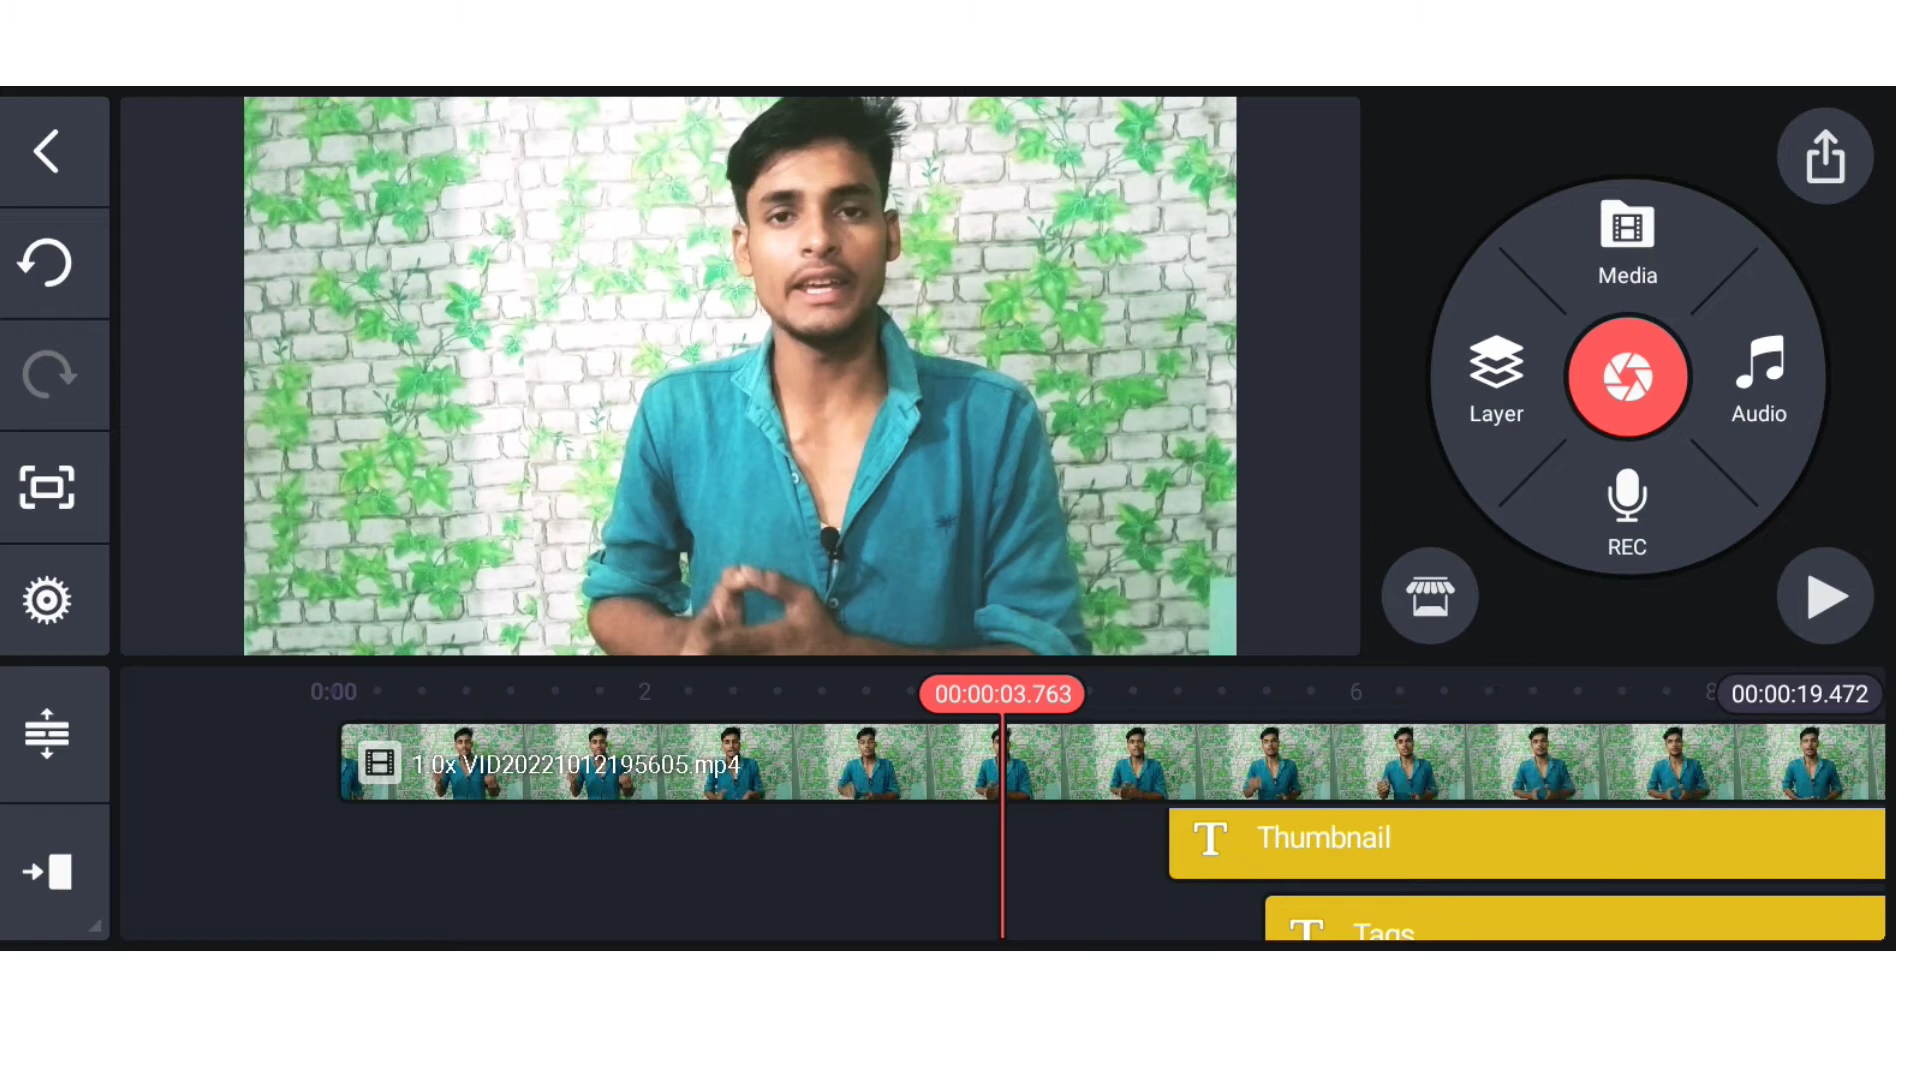 Media
Layer
Audio
REC
0:00
2
00:00:03.763
6
8
00:00:19.472
1.0x VID20221012195605.mp4
T Thumbnail
T Tags